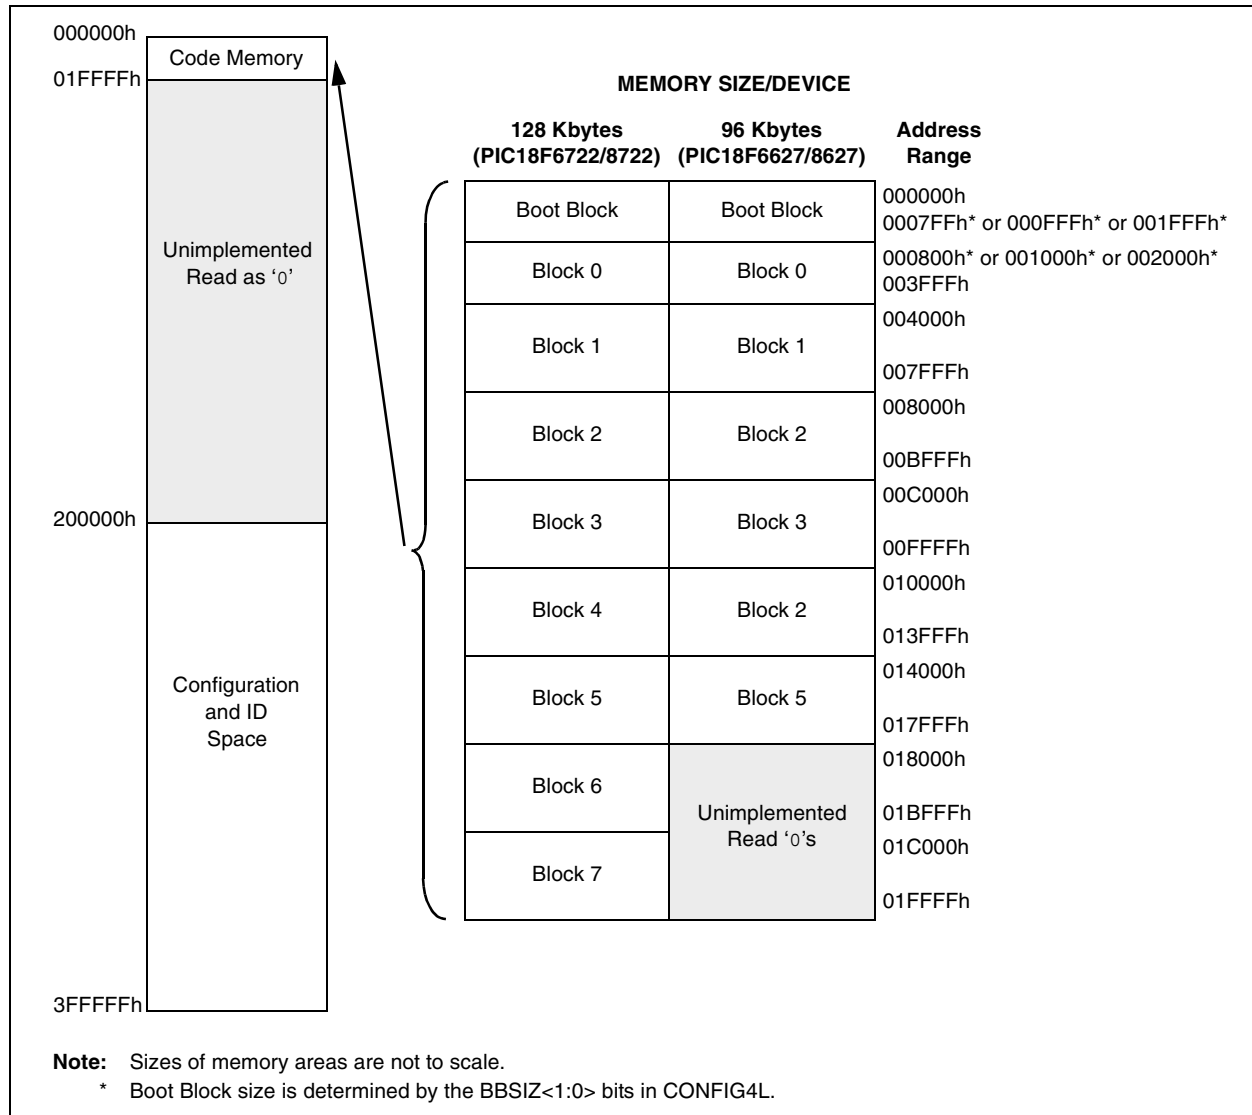 000000h
Code Memory
01FFFFh
Unimplemented
Read as ‘0’
200000h
Configuration
and ID
Space
3FFFFFh
MEMORY SIZE/DEVICE
128 Kbytes
(PIC18F6722/8722)
96 Kbytes
(PIC18F6627/8627)
Address
Range
Boot Block
Boot Block
000000h
0007FFh* or 000FFFh* or 001FFFh*
Block 0
Block 0
000800h* or 001000h* or 002000h*
003FFFh
Block 1
Block 1
004000h
007FFFh
Block 2
Block 2
008000h
00BFFFh
Block 3
Block 3
00C000h
00FFFFh
Block 4
Block 2
010000h
013FFFh
Block 5
Block 5
014000h
017FFFh
Block 6
Unimplemented
Read ‘0’s
018000h
01BFFFh
Block 7
01C000h
01FFFFh
Note: Sizes of memory areas are not to scale.
* Boot Block size is determined by the BBSIZ<1:0> bits in CONFIG4L.